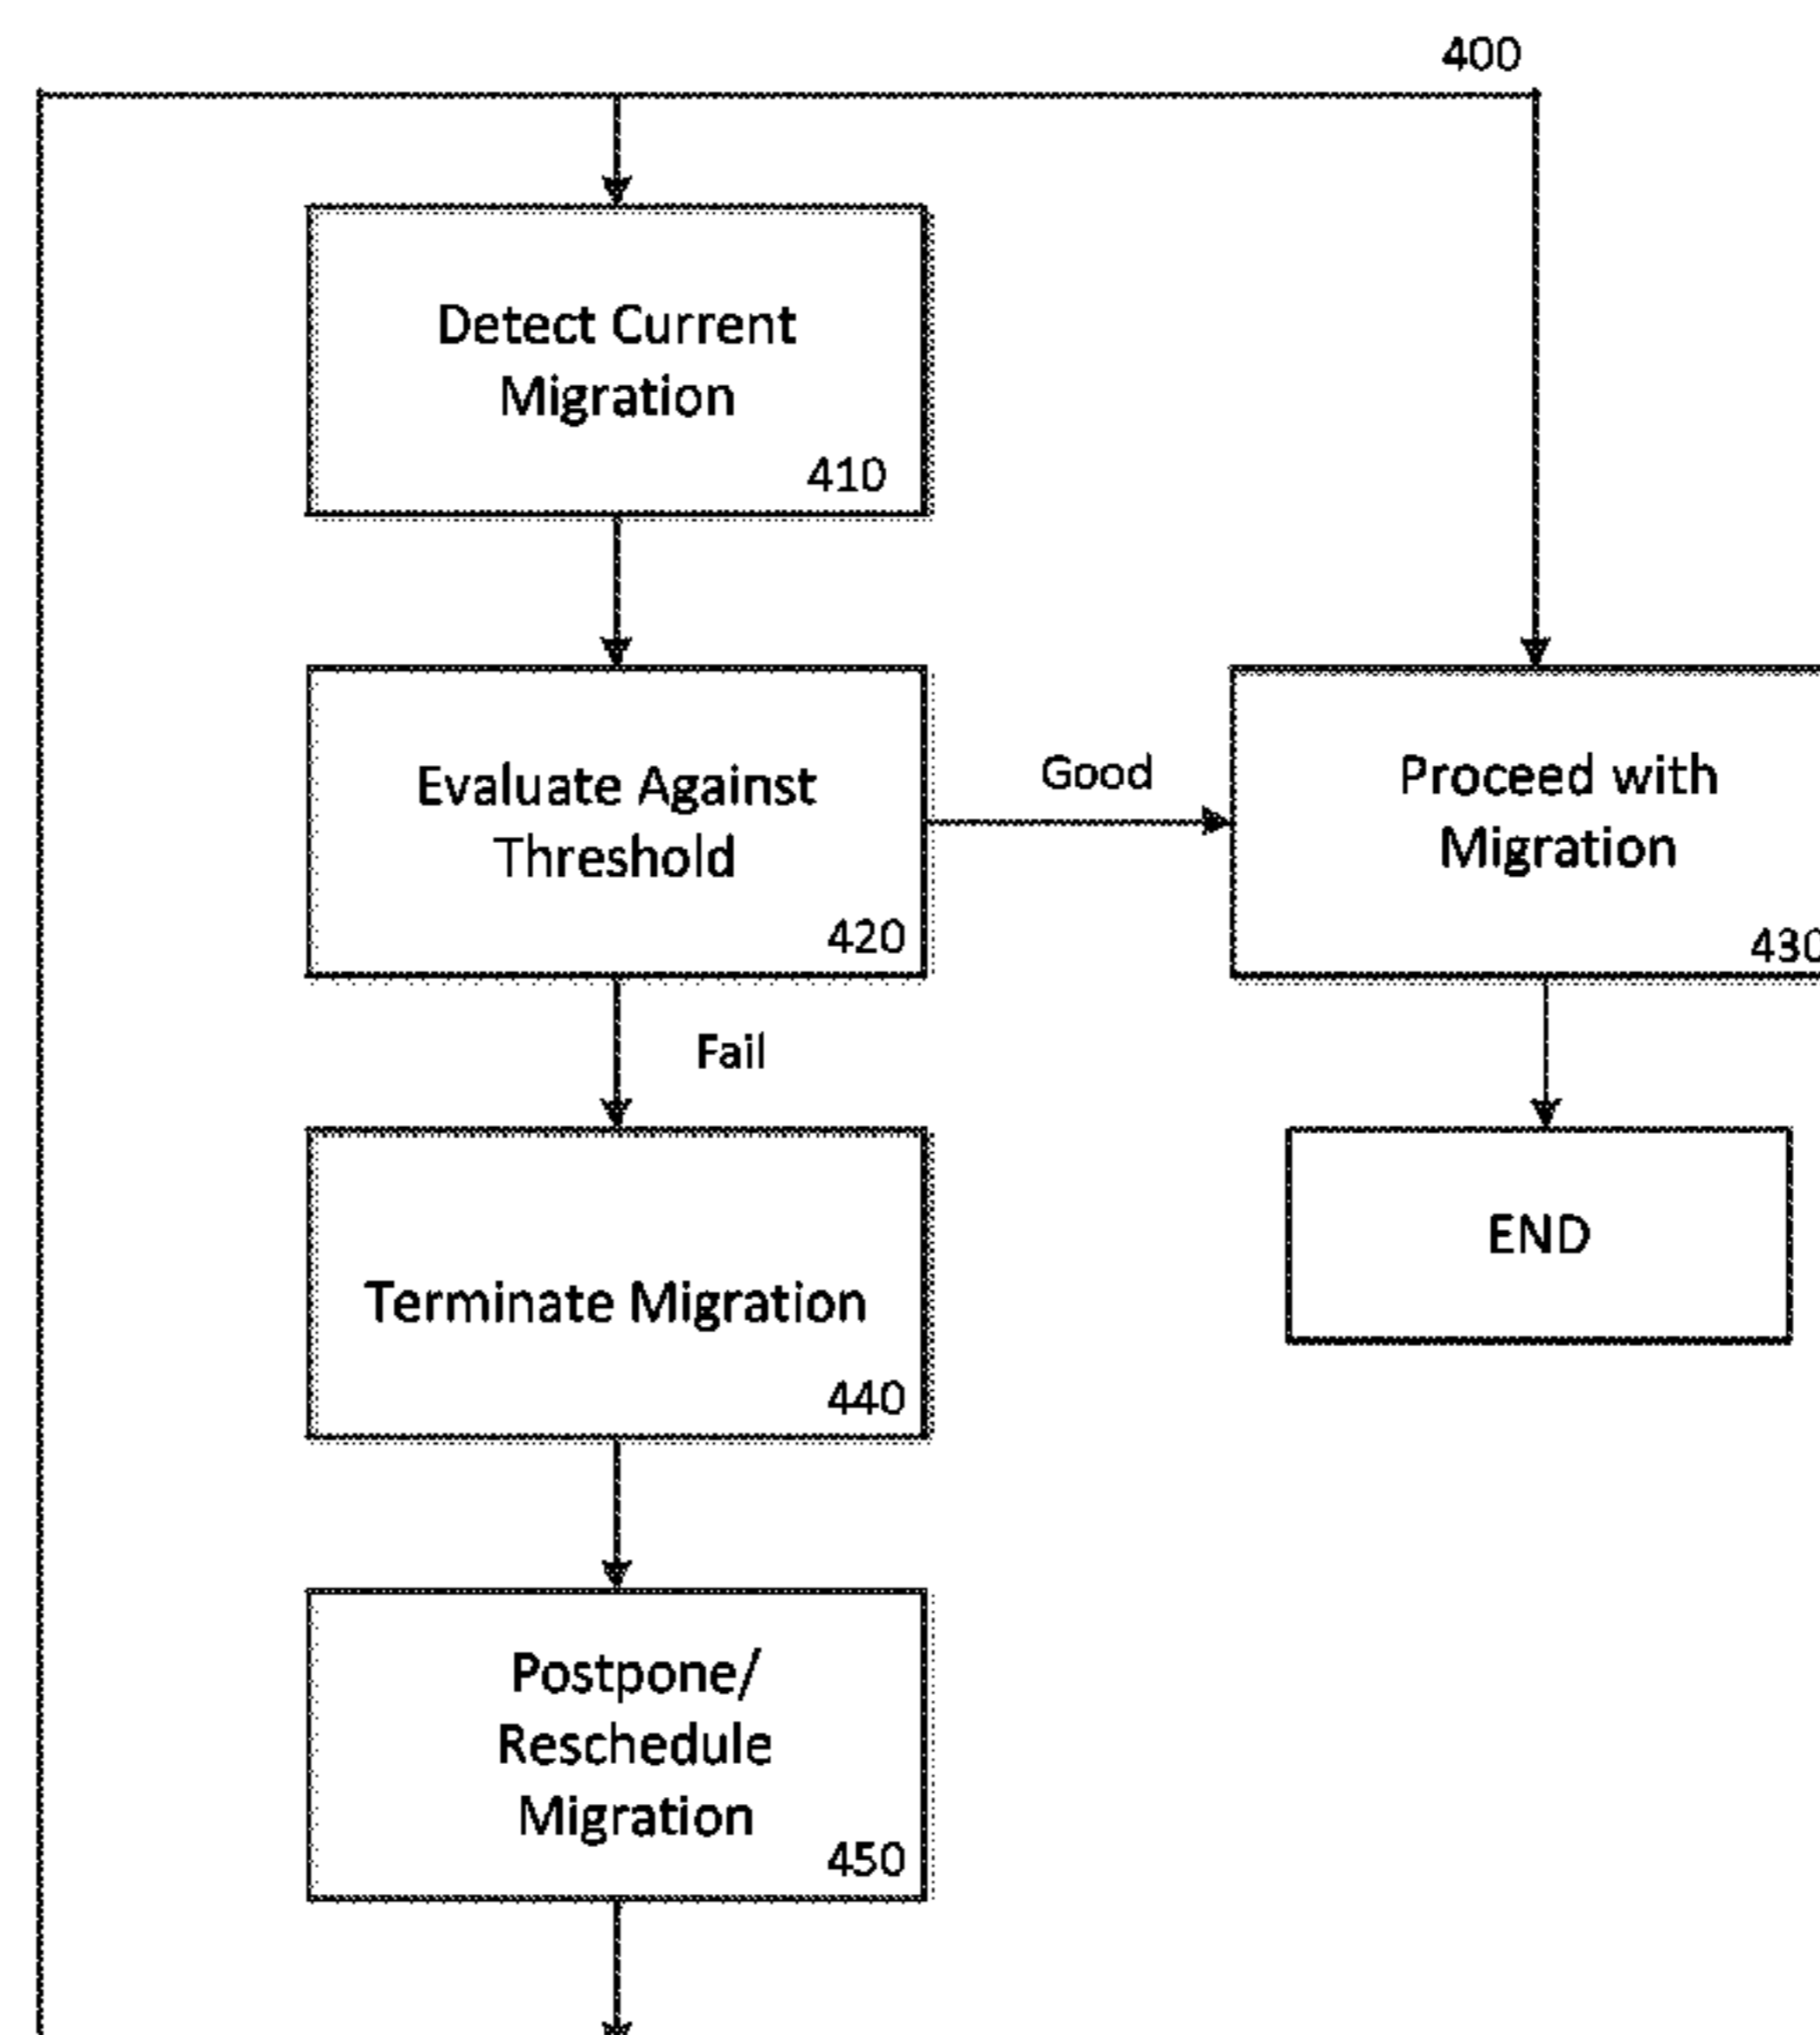 400
Detect Current
Migration
410
Evaluate Against
Threshold
420
Good
Proceed with
Migration
430
Fail
Terminate Migration
440
END
Postpone/
Reschedule
Migration
450